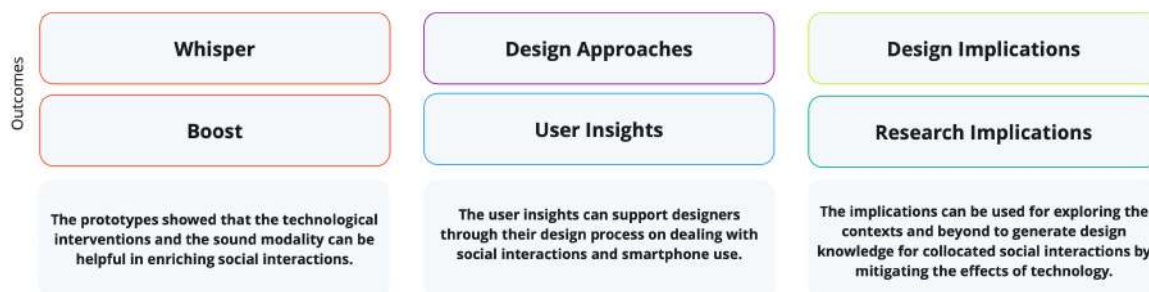 Outcomes
Whisper
Design Approaches
Design Implications
Boost
User Insights
Research Implications
The prototypes showed that the technological
interventions and the sound modality can be
helpful in enriching social interactions.
The user insights can support designers
through their design process on dealing with
social interactions and smartphone use.
The implications can be used for exploring the
contexts and beyond to generate design
knowledge for collocated social interactions by
mitigating the effects of technology.